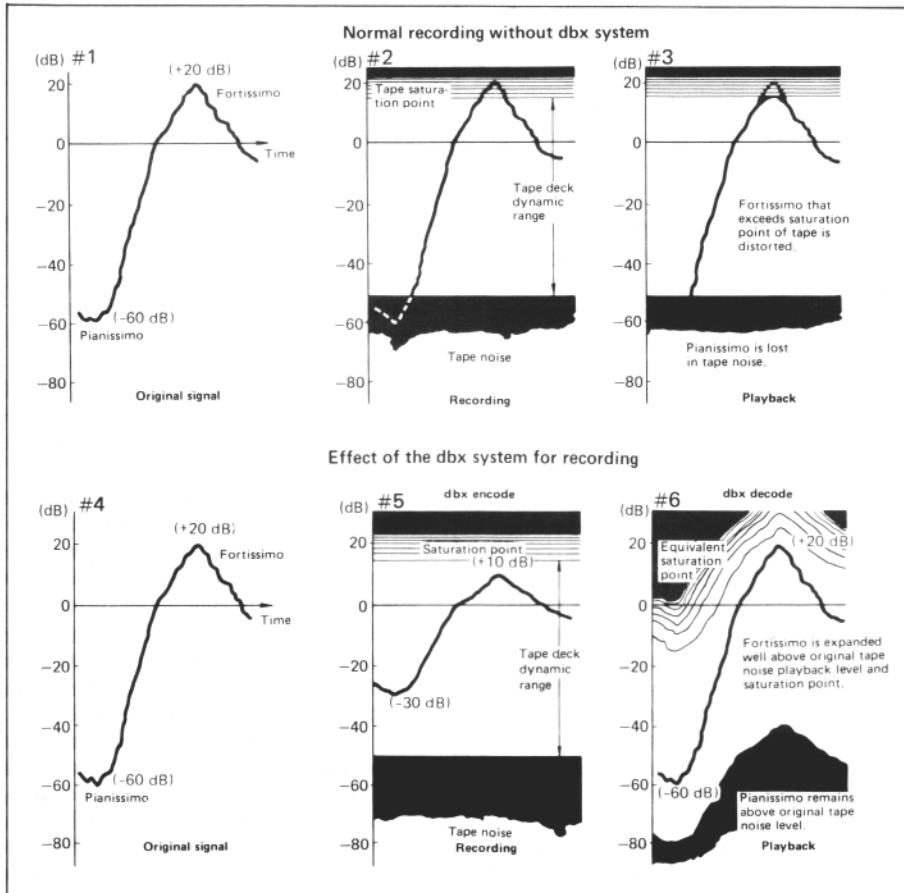 Normal recording without dbx system
(dB) #1
(+20 dB)
Fortissimo
20
0
Time
−20
−40
−60
(-60 dB)
Pianissimo
−80
Original signal
(dB) #2
20
Tape satura-
tion point
0
Tape deck
dynamic
range
−20
−40
−60
Tape noise
−80
Recording
(dB) #3
20
0
−20
Fortissimo that
exceeds saturation
point of tape is
distorted.
−40
−60
Pianissimo is lost
in tape noise.
−80
Playback
Effect of the dbx system for recording
(dB) #4
(+20 dB)
20
Fortissimo
0
Time
−20
−40
−60
(-60 dB)
Pianissimo
−80
Original signal
dbx encode
(dB) #5
20
Saturation point
(+10 dB)
0
−20
Tape deck
dynamic
range
(-30 dB)
−40
−60
−80
Tape noise
Recording
dbx decode
(dB) #6
(+20 dB)
20
Equivalent
saturation
point
0
−20
Fortissimo is expanded
well above original tape
noise playback level and
saturation point.
−40
−60
(-60 dB)
Pianissimo remains
above original tape
noise level.
−80
Playback